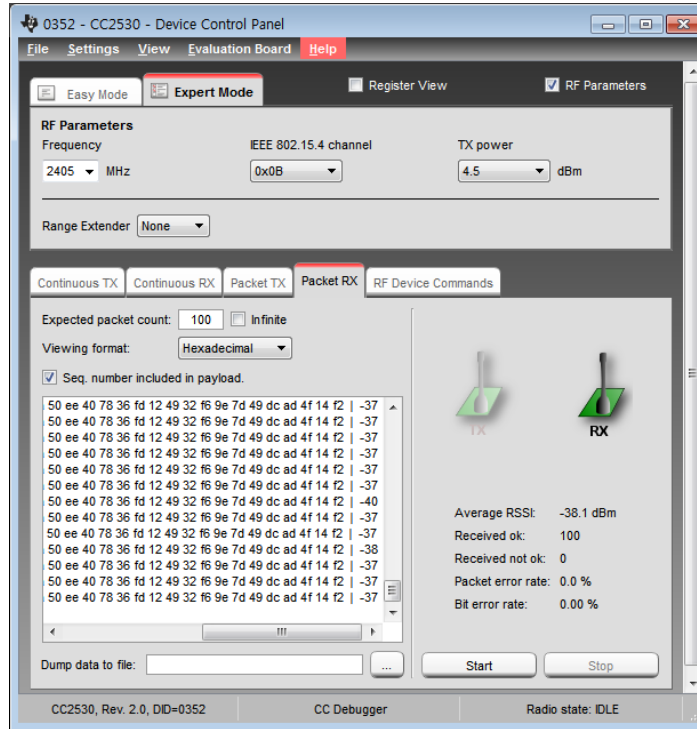 0352 - CC2530 - Device Control Panel
File Settings View Evaluation Board Help
Easy Mode Expert Mode Register View RF Parameters
RF Parameters
Frequency IEEE 802.15.4 channel TX power
2405 MHz 0x0B 4.5 dBm
Range Extender None
Continuous TX Continuous RX Packet TX Packet RX RF Device Commands
Expected packet count: 100 Infinite
Viewing format: Hexadecimal
Seq. number included in payload.
50 ee 40 78 36 fd 12 49 32 f6 9e 7d 49 dc ad 4f 14 f2 | -37
50 ee 40 78 36 fd 12 49 32 f6 9e 7d 49 dc ad 4f 14 f2 | -37
50 ee 40 78 36 fd 12 49 32 f6 9e 7d 49 dc ad 4f 14 f2 | -37
50 ee 40 78 36 fd 12 49 32 f6 9e 7d 49 dc ad 4f 14 f2 | -37
50 ee 40 78 36 fd 12 49 32 f6 9e 7d 49 dc ad 4f 14 f2 | -37
50 ee 40 78 36 fd 12 49 32 f6 9e 7d 49 dc ad 4f 14 f2 | -37
50 ee 40 78 36 fd 12 49 32 f6 9e 7d 49 dc ad 4f 14 f2 | -40
50 ee 40 78 36 fd 12 49 32 f6 9e 7d 49 dc ad 4f 14 f2 | -37
50 ee 40 78 36 fd 12 49 32 f6 9e 7d 49 dc ad 4f 14 f2 | -37
50 ee 40 78 36 fd 12 49 32 f6 9e 7d 49 dc ad 4f 14 f2 | -38
50 ee 40 78 36 fd 12 49 32 f6 9e 7d 49 dc ad 4f 14 f2 | -37
50 ee 40 78 36 fd 12 49 32 f6 9e 7d 49 dc ad 4f 14 f2 | -37
50 ee 40 78 36 fd 12 49 32 f6 9e 7d 49 dc ad 4f 14 f2 | -37
Dump data to file: ...
TX RX
Average RSSI: -38.1 dBm
Received ok: 100
Received not ok: 0
Packet error rate: 0.0 %
Bit error rate: 0.00 %
Start Stop
CC2530, Rev. 2.0, DID=0352 CC Debugger Radio state: IDLE